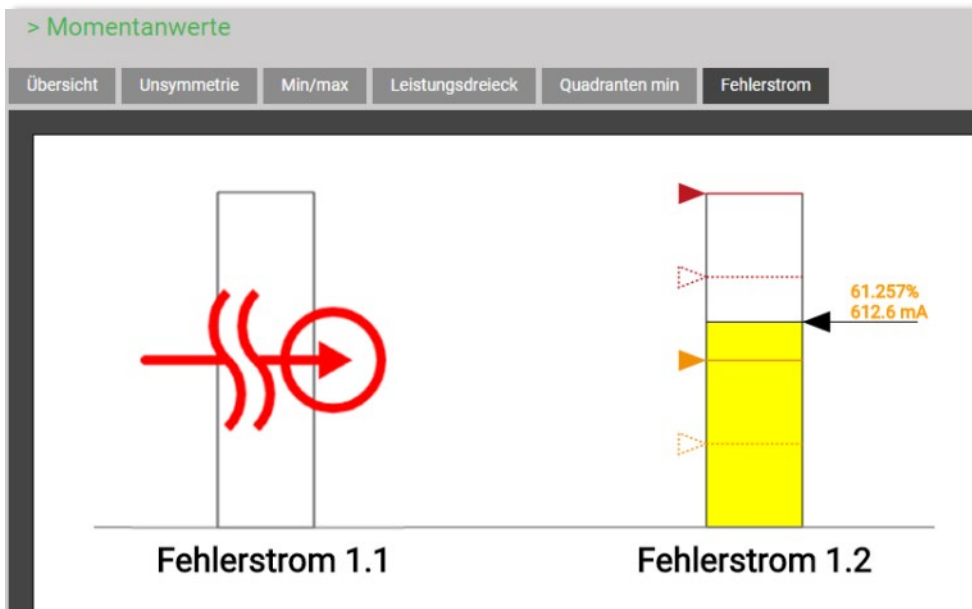 > Momentanwerte
Übersicht
Unsymmetrie
Min/max
Leistungsdreieck
Quadranten min
Fehlerstrom
61.257%
612.6 mA
Fehlerstrom 1.1
Fehlerstrom 1.2